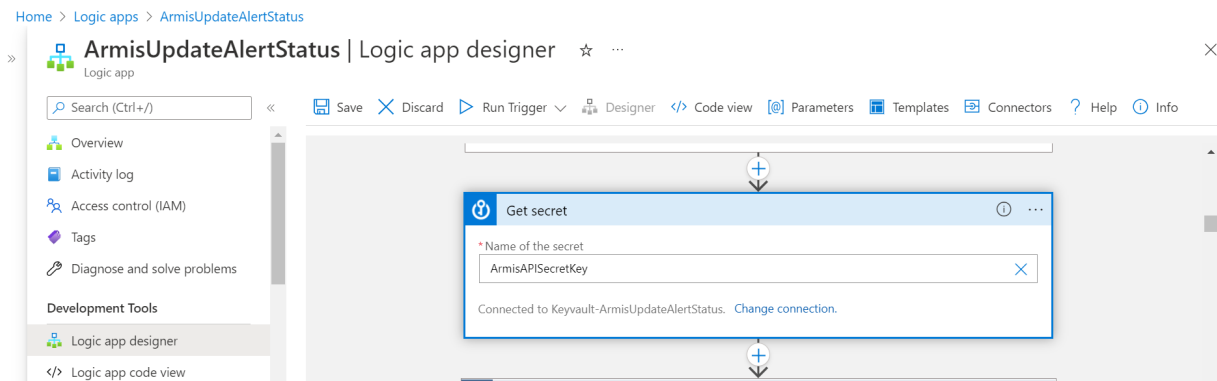 Home > Logic apps > ArmisUpdateAlertStatus
ArmisUpdateAlertStatus | Logic app designer
Logic app
Search (Ctrl+/)
Save Discard Run Trigger Designer Code view Parameters Templates Connectors Help Info
Overview
Activity log
Access control (IAM)
Tags
Diagnose and solve problems
Development Tools
Logic app designer
Logic app code view
Get secret
*Name of the secret
ArmisAPISecretKey
Connected to Keyvault-ArmisUpdateAlertStatus. Change connection.